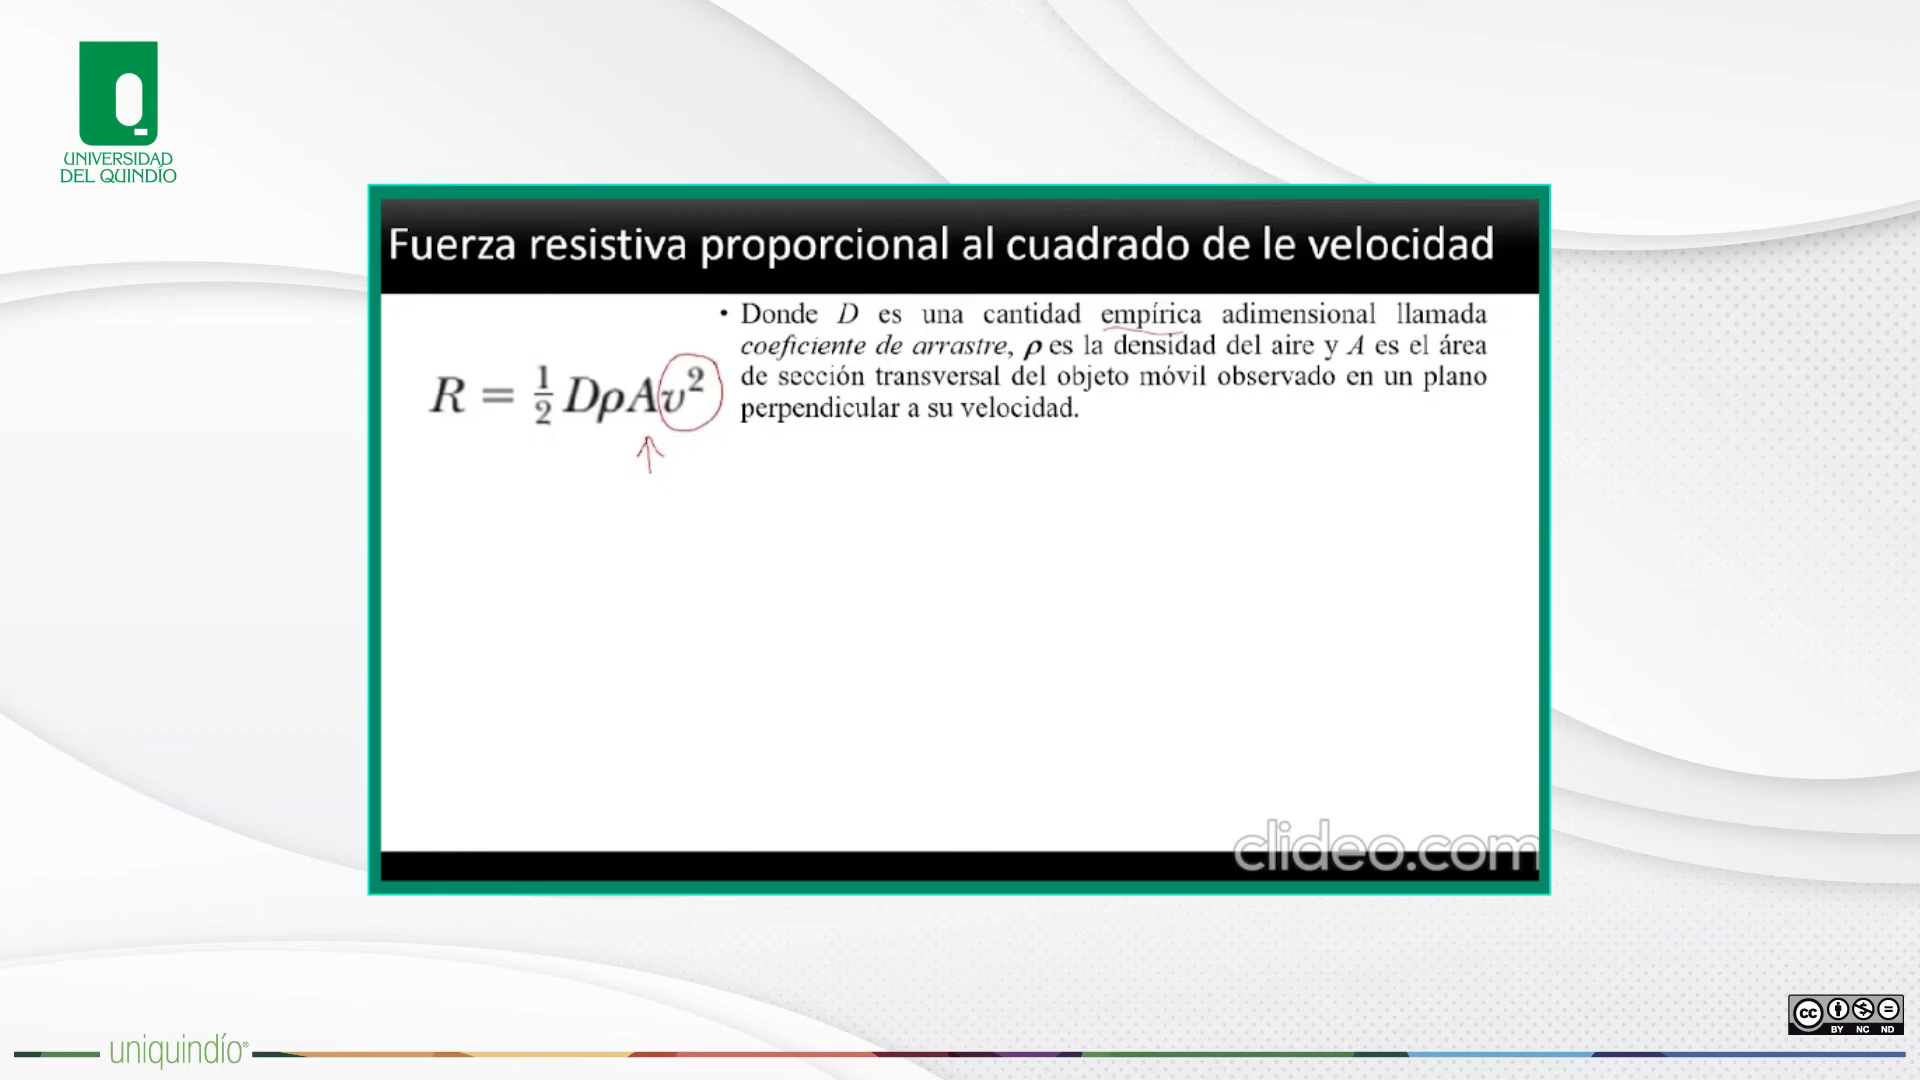 UNIVERSIDAD
DEL QUINDÍO
Fuerza resistiva proporcional al cuadrado de le velocidad
• Donde D es una cantidad empírica adimensional llamada
coeficiente de arrastre, ρ es la densidad del aire y A es el área
de sección transversal del objeto móvil observado en un plano
perpendicular a su velocidad.
R = ½ DρAv²
clideo.com
uniquindío®
cc
BY NC ND